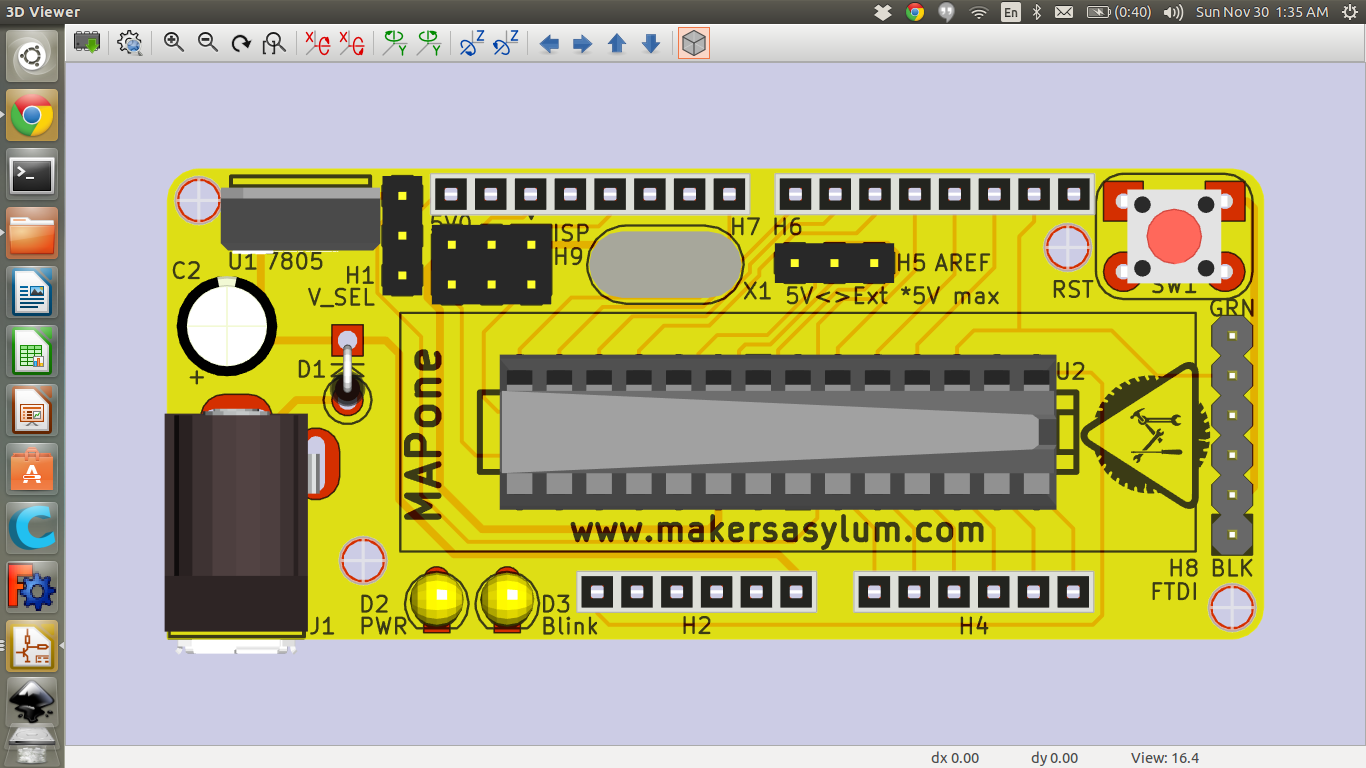 3D Viewer
En
(0:40)
Sun Nov 30 1:35 AM
X
X
Y
Y
Z
Z
5V0
ISP
H9
H7
H6
U1 7805
C2
H1
V_SEL
X1
H5 AREF
5V<>Ext *5V max
RST
SW1
GRN
+
D1
U2
MAPone
www.makersasylum.com
H8 BLK
FTDI
D2
PWR
D3
Blink
J1
H2
H4
dx 0.00
dy 0.00
View: 16.4